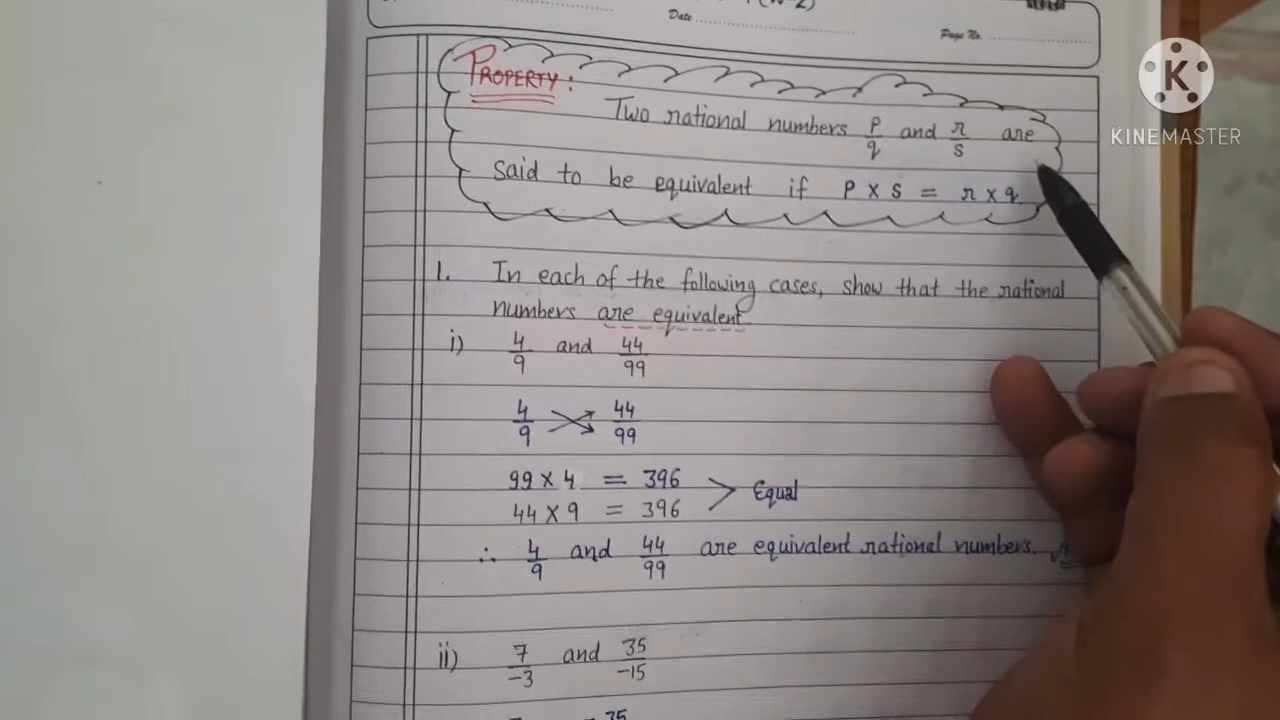 Date
Page No.
PROPERTY:
Two rational numbers p/q and r/s are
said to be equivalent if p × s = r × q
1. In each of the following cases, show that the rational
numbers are equivalent.
i) 4/9 and 44/99
4/9 44/99
99 × 4 = 396
44 × 9 = 396 > Equal
∴ 4/9 and 44/99 are equivalent rational numbers.
ii) 7/-3 and 35/-15
35
KINEMASTER